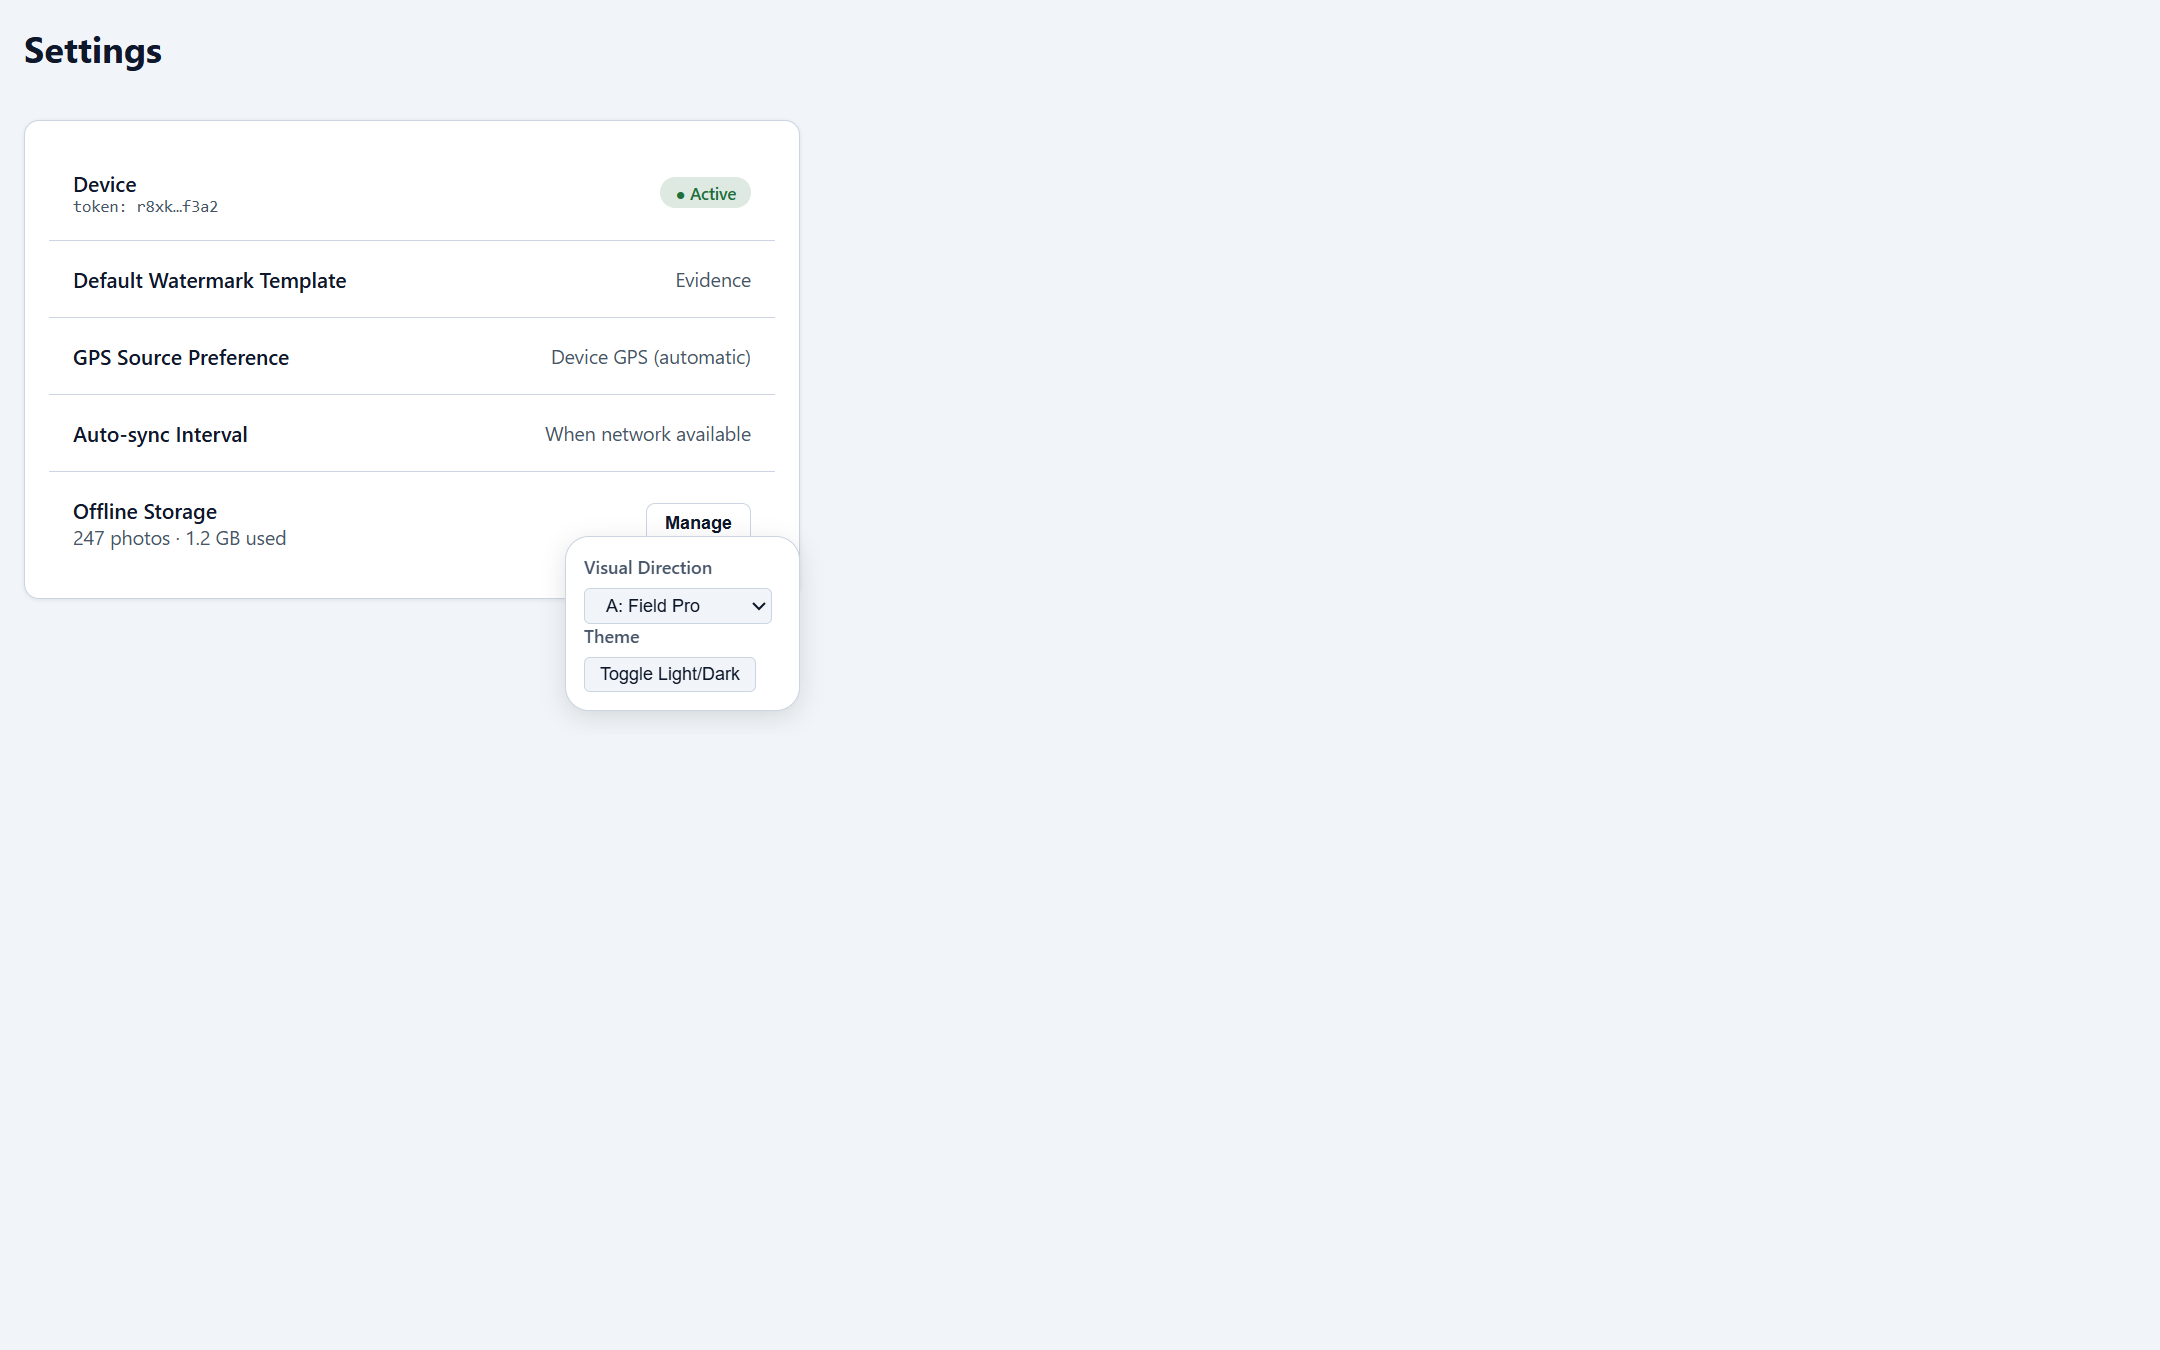 Settings
Device
token: r8xk…f3a2
● Active
Default Watermark Template
Evidence
GPS Source Preference
Device GPS (automatic)
Auto-sync Interval
When network available
Offline Storage
247 photos · 1.2 GB used
Manage
Visual Direction
A: Field Pro
Theme
Toggle Light/Dark